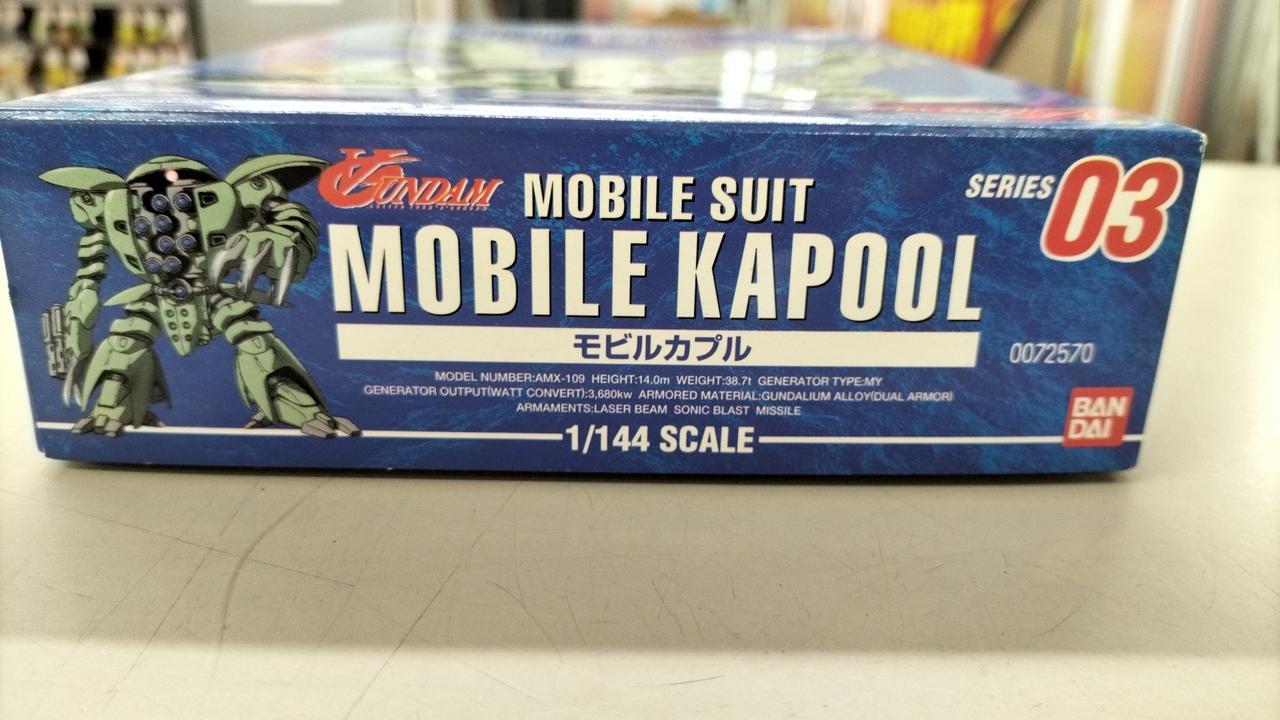 ∀GUNDAM
MOBILE SUIT
SERIES 03
MOBILE KAPOOL
モビルカプル
0072570
MODEL NUMBER:AMX-109 HEIGHT:14.0m WEIGHT:38.7t GENERATOR TYPE:MY
GENERATOR OUTPUT(WATT CONVERT):3,680kw ARMORED MATERIAL:GUNDALIUM ALLOY(DUAL ARMOR)
ARMAMENTS:LASER BEAM SONIC BLAST MISSILE
BAN
DAI
1/144 SCALE